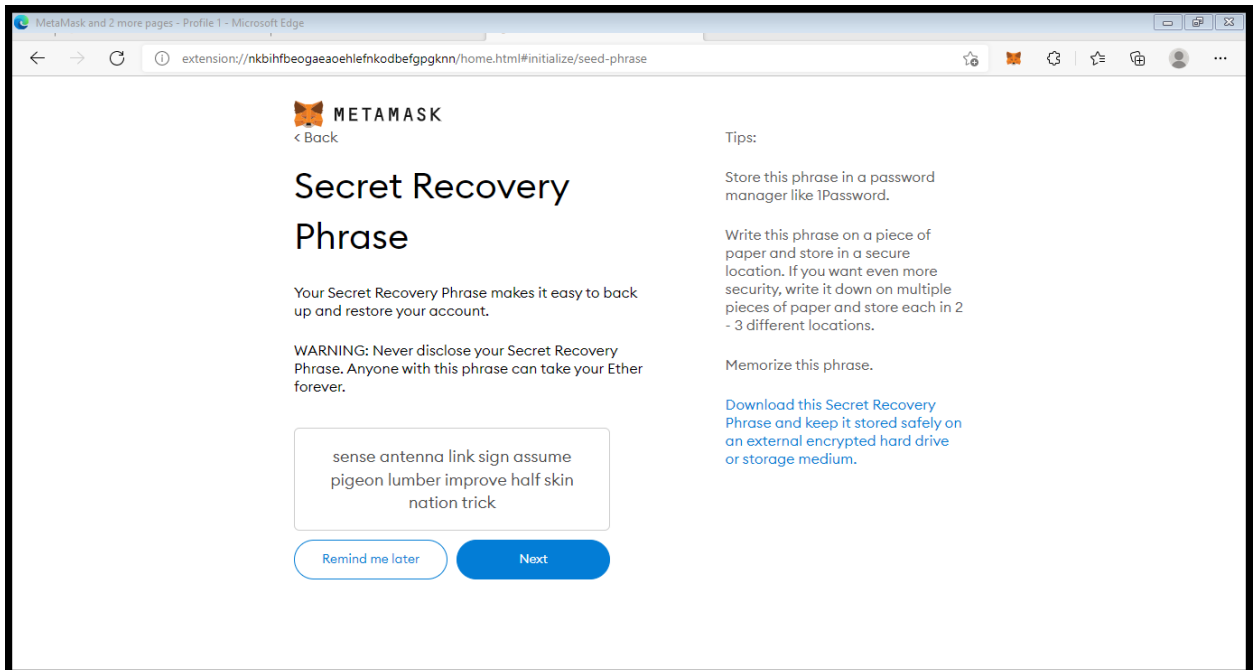 MetaMask and 2 more pages - Profile 1 - Microsoft Edge
extension://nkbihfbeogaeaoehlefnkodbefgpgknn/home.html#initialize/seed-phrase
METAMASK
< Back
Secret Recovery
Phrase
Your Secret Recovery Phrase makes it easy to back
up and restore your account.
WARNING: Never disclose your Secret Recovery
Phrase. Anyone with this phrase can take your Ether
forever.
sense antenna link sign assume
pigeon lumber improve half skin
nation trick
Remind me later
Next
Tips:
Store this phrase in a password
manager like 1Password.
Write this phrase on a piece of
paper and store in a secure
location. If you want even more
security, write it down on multiple
pieces of paper and store each in 2
- 3 different locations.
Memorize this phrase.
Download this Secret Recovery
Phrase and keep it stored safely on
an external encrypted hard drive
or storage medium.